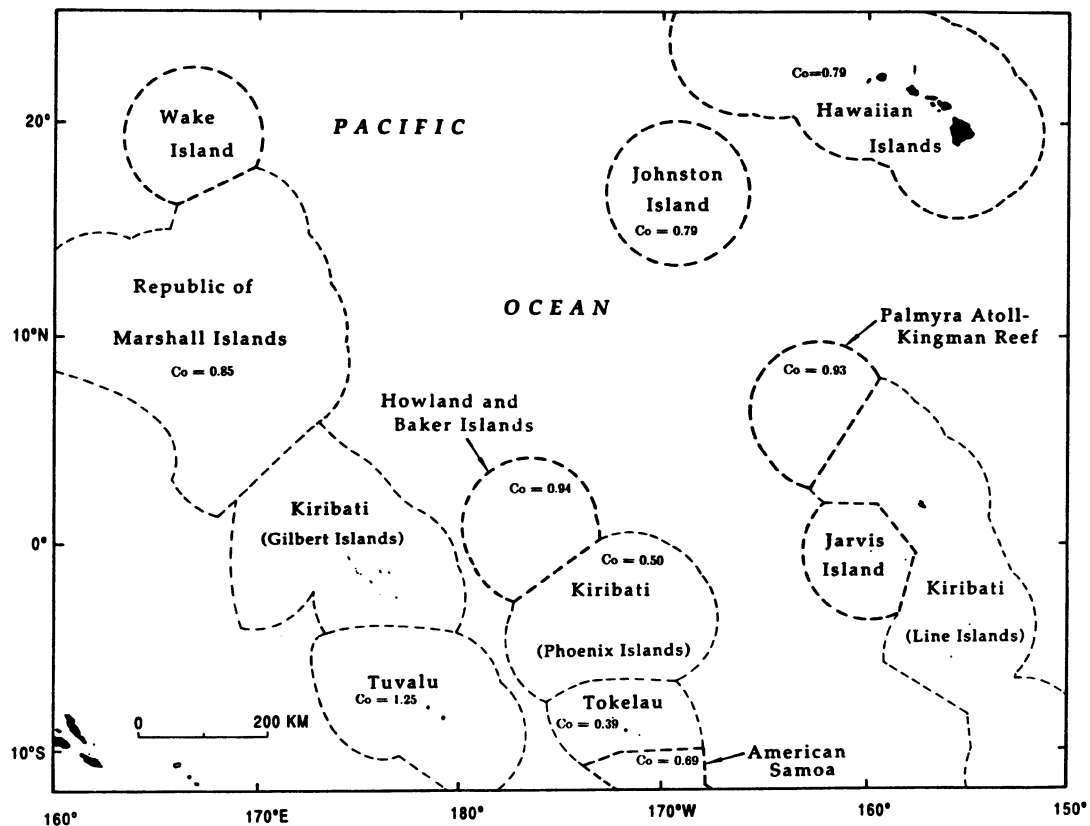 Co=0.79
Hawaiian
Islands
20°
Wake
Island
PACIFIC
Johnston
Island
Co = 0.79
Republic of
Marshall Islands
Co = 0.85
OCEAN
10°N
Palmyra Atoll-
Kingman Reef
Co = 0.93
Howland and
Baker Islands
Co = 0.94
Kiribati
(Gilbert Islands)
0°
Co = 0.50
Kiribati
(Phoenix Islands)
Jarvis
Island
Kiribati
(Line Islands)
Tuvalu
Co = 1.25
Tokelau
Co = 0.39
0 200 KM
10°S
Co = 0.69
American
Samoa
160° 170°E 180° 170°W 160° 150°